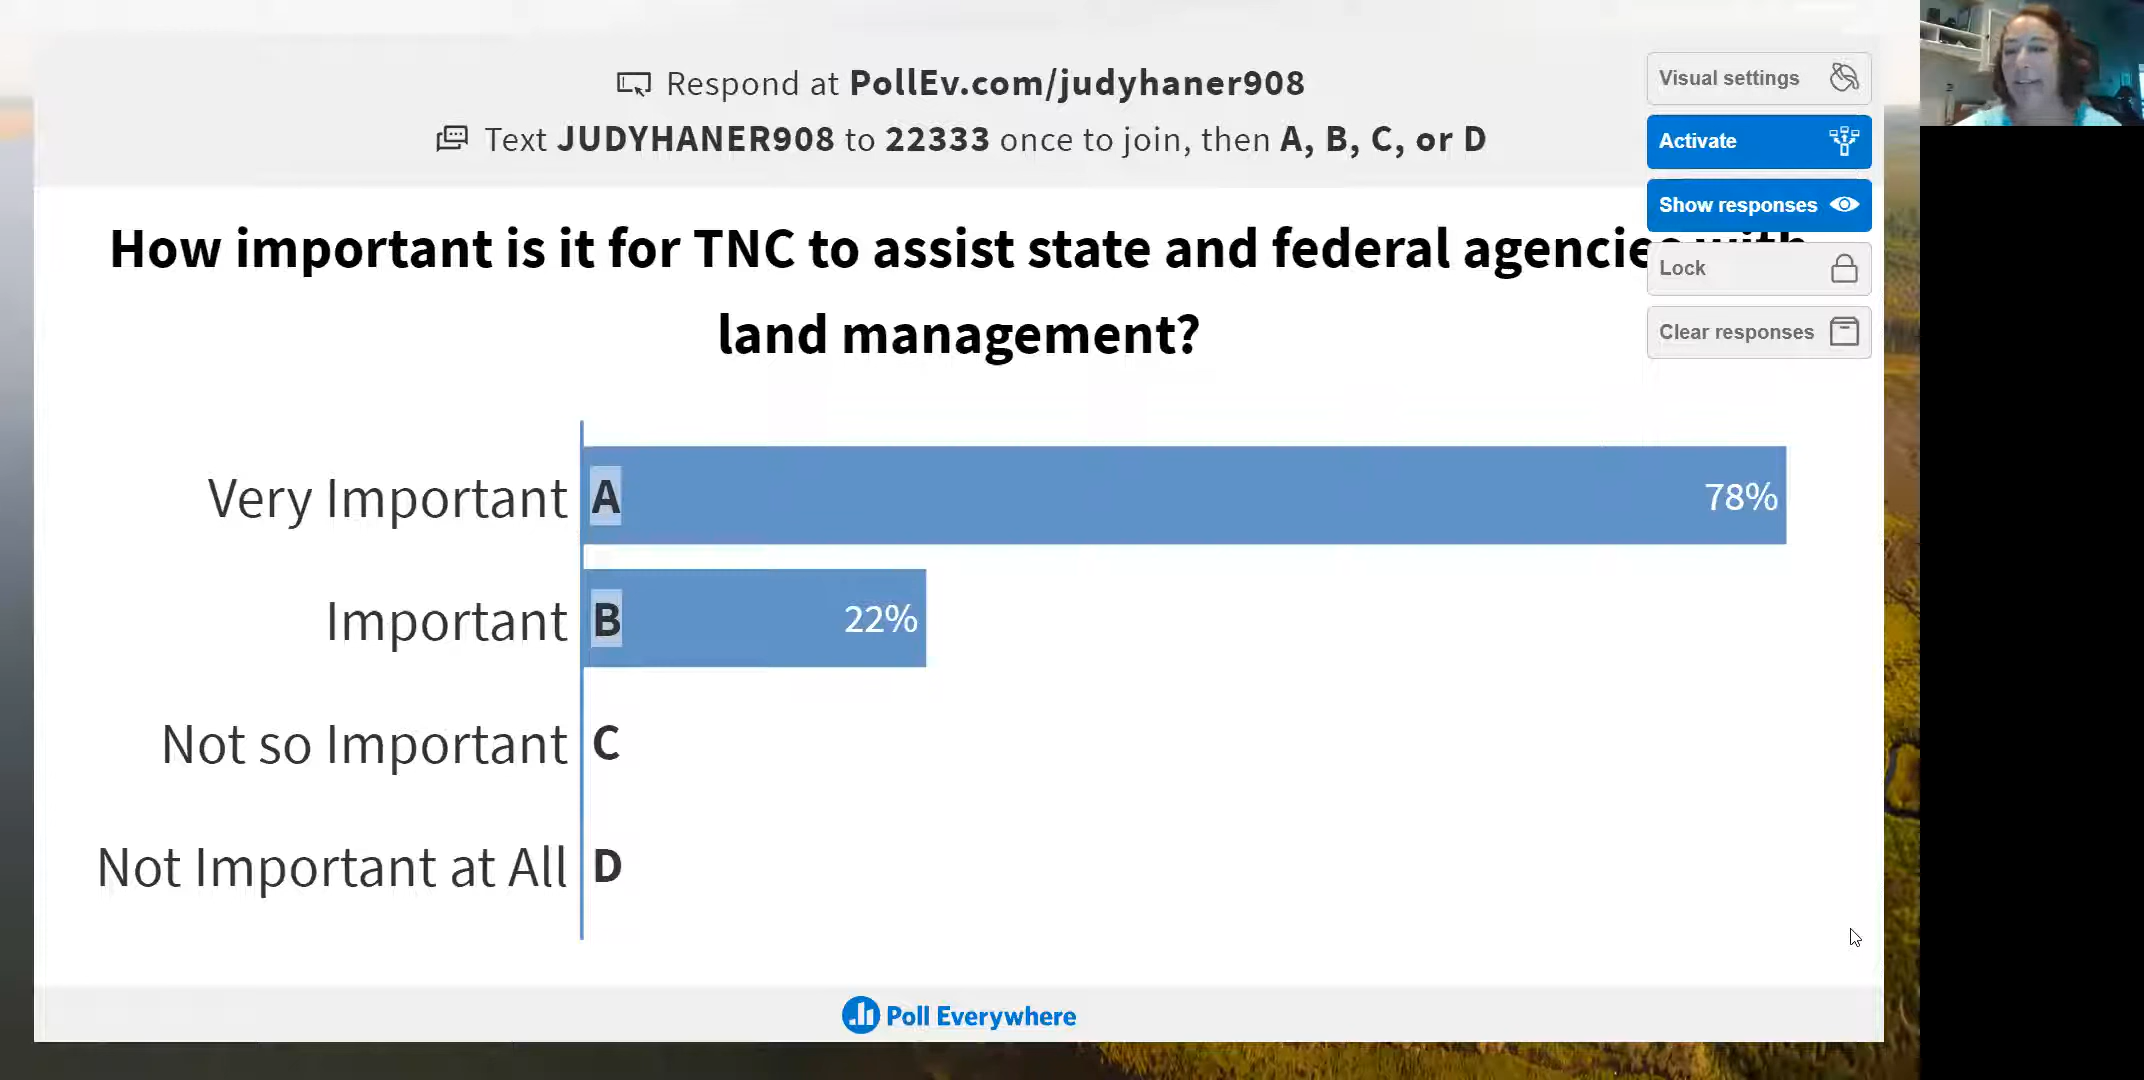 Respond at PollEv.com/judyhaner908
Text JUDYHANER908 to 22333 once to join, then A, B, C, or D
Visual settings
Activate
Show responses
Lock
Clear responses
How important is it for TNC to assist state and federal agencies with
land management?
Very Important A 78%
Important B 22%
Not so Important C
Not Important at All D
Poll Everywhere